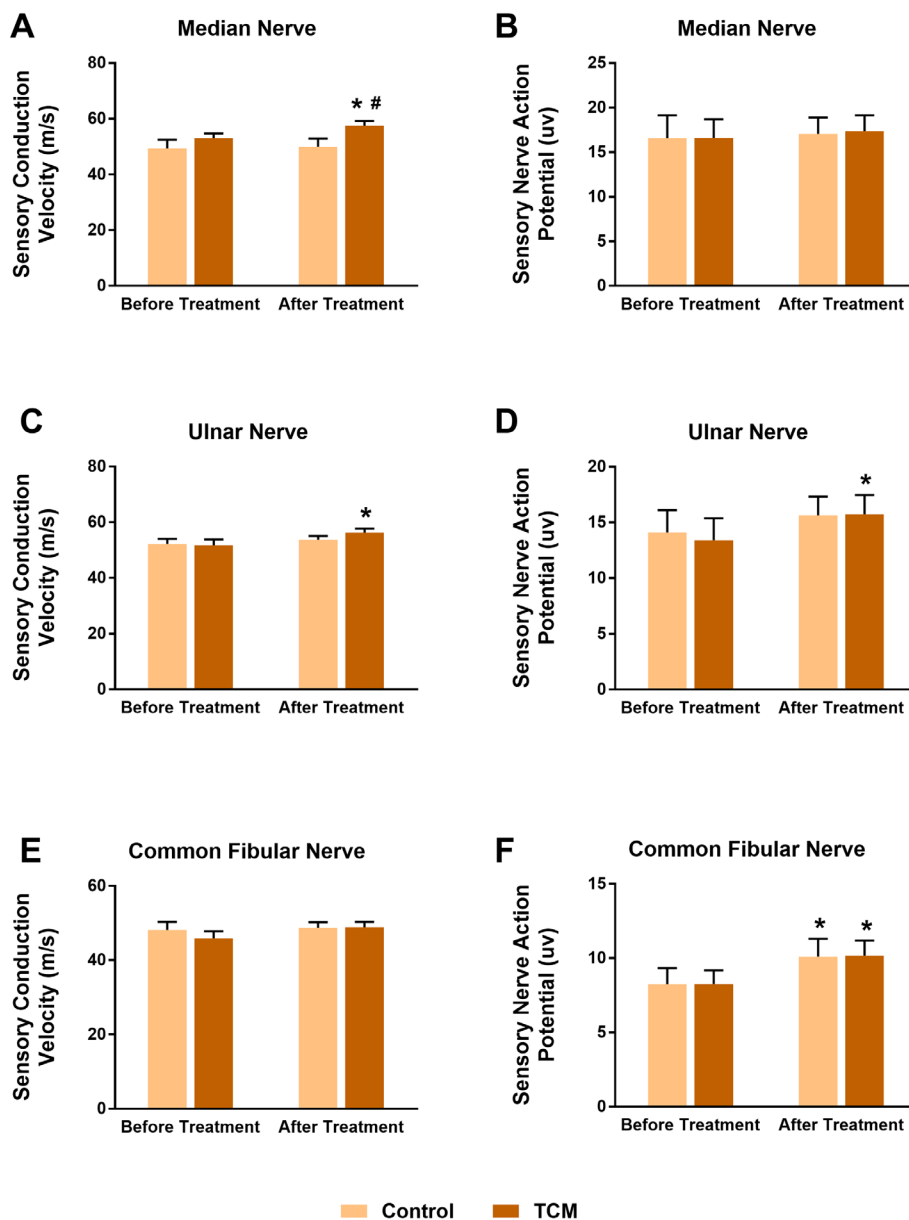 A
Median Nerve
Sensory Conduction
Velocity (m/s)
80
60
40
20
0
* #
Before Treatment
After Treatment
B
Median Nerve
Sensory Nerve Action
Potential (uv)
25
20
15
10
5
0
Before Treatment
After Treatment
C
Ulnar Nerve
Sensory Conduction
Velocity (m/s)
80
60
40
20
0
*
Before Treatment
After Treatment
D
Ulnar Nerve
Sensory Nerve Action
Potential (uv)
20
15
10
5
0
*
Before Treatment
After Treatment
E
Common Fibular Nerve
Sensory Conduction
Velocity (m/s)
60
40
20
0
Before Treatment
After Treatment
F
Common Fibular Nerve
Sensory Nerve Action
Potential (uv)
15
10
5
0
* *
Before Treatment
After Treatment
Control
TCM